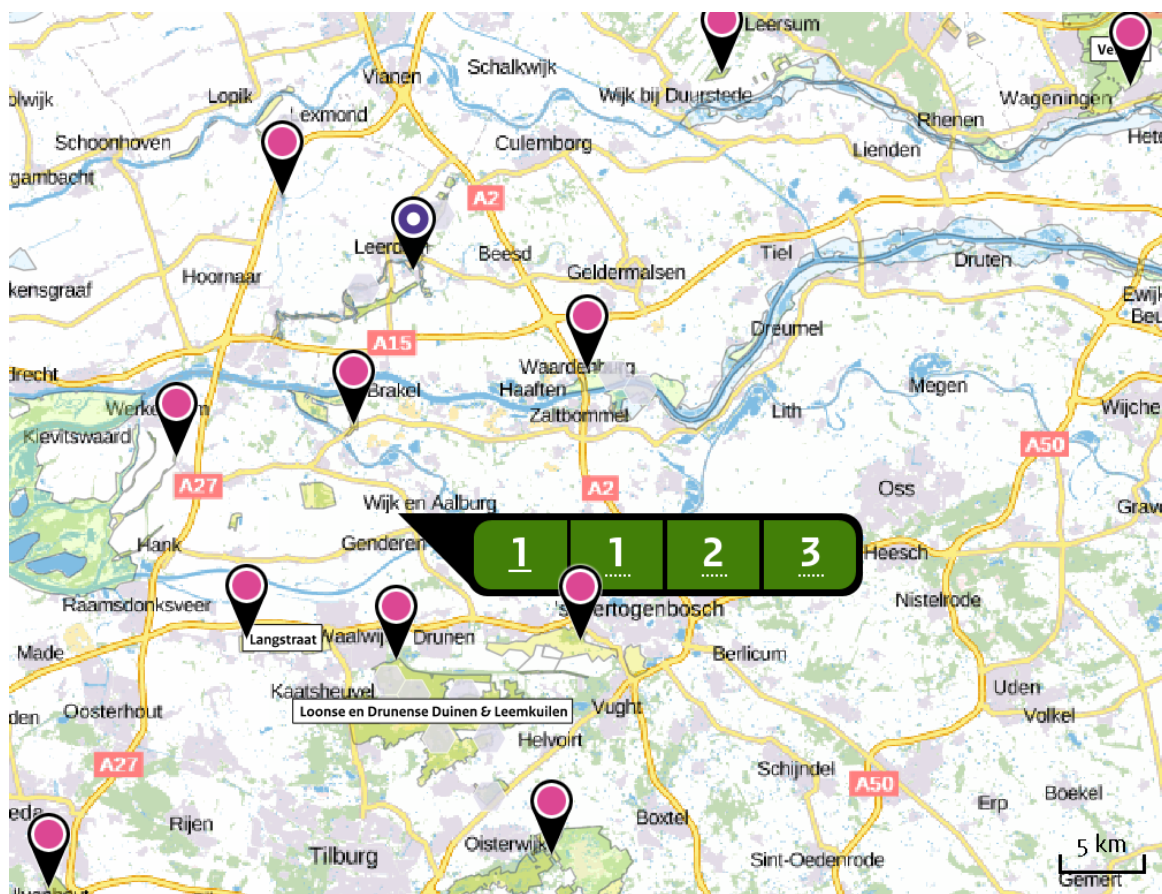 Leersum
Ve
Vianen
Schalkwijk
olwijk
Lopik
Wijk bij Duurstede
Wageningen
Lexmond
Rhenen
Schoonhoven
Culemborg
Lienden
Hete
rgambacht
A2
Leerdam
Beesd
Tiel
Druten
Hoornaar
Geldermalsen
kensgraaf
Ewijk
Beu
Dreumel
A15
Waardenburg
drecht
Brakel
Haaften
Megen
Werkendam
Zaltbommel
Lith
Wijche
Kievitswaard
A50
A27
A2
Oss
Wijk en Aalburg
Grave
Hank
Genderen
1 1 2 3
Heesch
Raamsdonksveer
's-Hertogenbosch
Nistelrode
Langstraat
Waalwijk
Drunen
Made
Berlicum
Kaatsheuvel
Uden
den
Oosterhout
Loonse en Drunense Duinen & Leemkuilen
Vught
Volkel
Helvoirt
A27
Schijndel
A50
Boekel
Erp
eda
Rijen
Boxtel
Oisterwijk
5 km
Tilburg
Sint-Oedenrode
Gemert